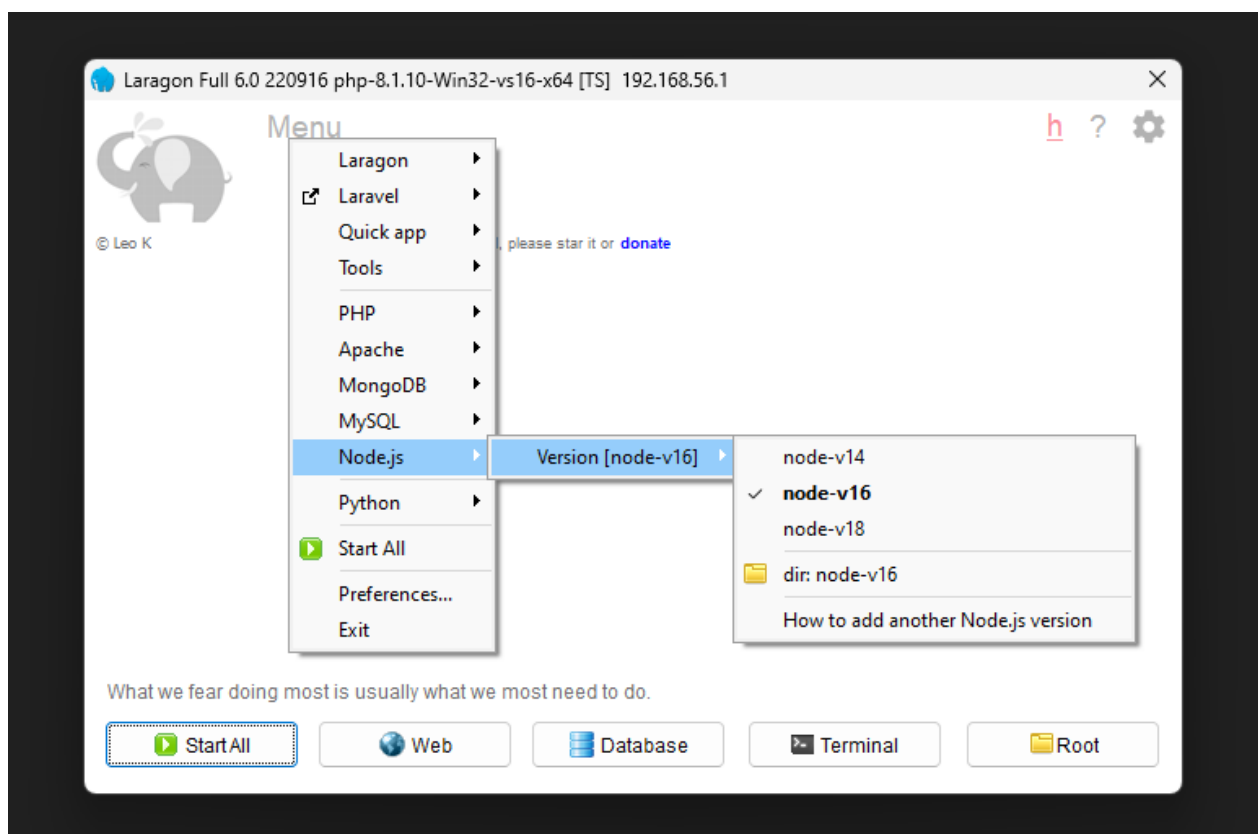 Laragon Full 6.0 220916 php-8.1.10-Win32-vs16-x64 [TS] 192.168.56.1
Menu
h ?
Laragon
Laravel
Quick app
© Leo K
, please star it or donate
Tools
PHP
Apache
MongoDB
MySQL
Node.js
Version [node-v16]
node-v14
node-v16
node-v18
dir: node-v16
How to add another Node.js version
Python
Start All
Preferences...
Exit
What we fear doing most is usually what we most need to do.
Start All
Web
Database
Terminal
Root